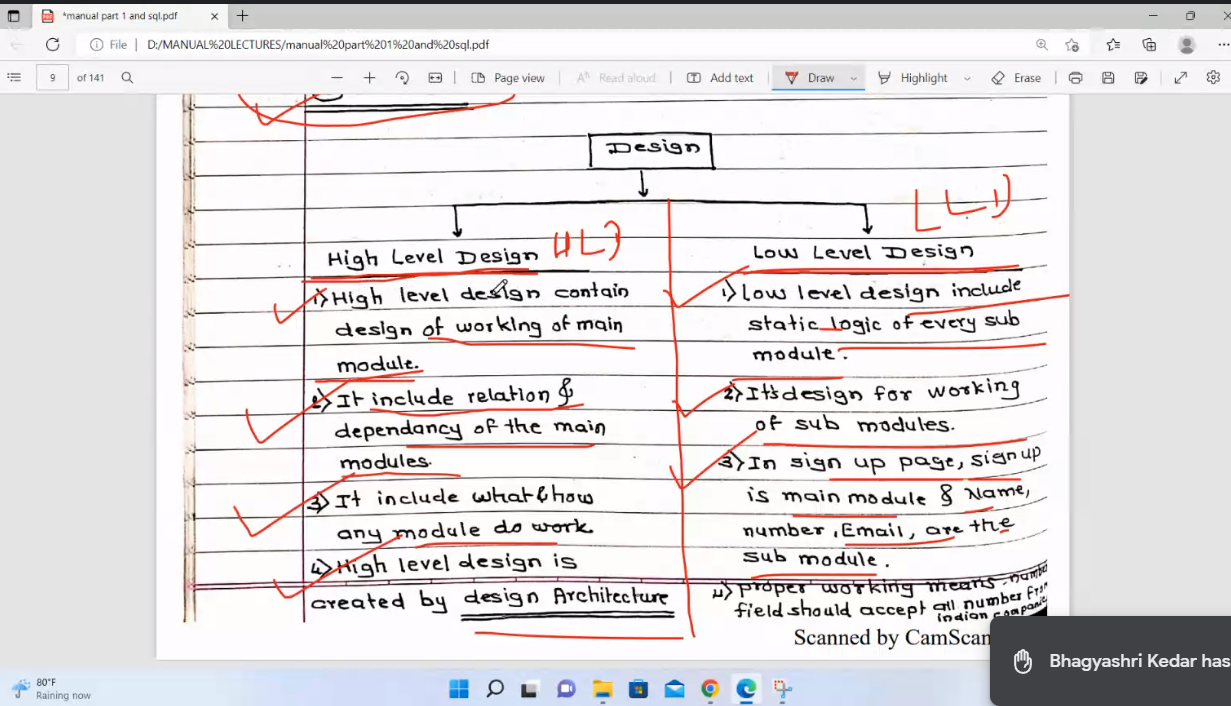 *manual part 1 and sql.pdf
File
D:/MANUAL%20LECTURES/manual%20part%201%20and%20sql.pdf
9 of 141
Page view
Read aloud
Add text
Draw
Highlight
Erase
Design
High Level Design HLD
1) High level design contain
design of working of main
module.
2) It include relation &
dependancy of the main
modules.
3) It include what & how
any module do work
4) High level design is
created by design Architecture
LLD
Low Level Design
1) Low level design include
static logic of every sub
module.
2) It's design for working
of sub modules.
3) In sign up page, sign up
is main module & Name,
number, Email, are the
sub module.
4) proper working means. number
field should accept all number from
indian companie
Scanned by CamScan
Bhagyashri Kedar has
80°F
Raining now